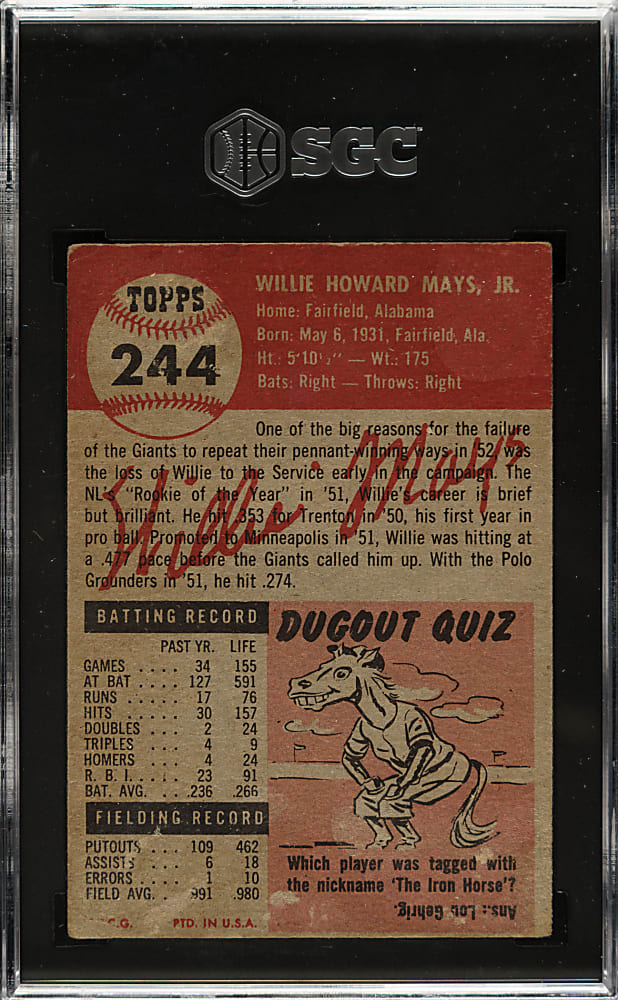 SGC
TOPPS
244
WILLIE HOWARD MAYS, JR.
Home: Fairfield, Alabama
Born: May 6, 1931, Fairfield, Ala.
Ht.: 5'10½" — Wt.: 175
Bats: Right — Throws: Right
One of the big reasons for the failure
of the Giants to repeat their pennant-winning ways in '52, was
the loss of Willie to the Service early in the campaign. The
NL's "Rookie of the Year" in '51, Willie's career is brief
but brilliant. He hit .353 for Trenton in '50, his first year in
pro ball. Promoted to Minneapolis in '51, Willie was hitting at
a .477 pace before the Giants called him up. With the Polo
Grounders in '51, he hit .274.
Willie Mays
BATTING RECORD
PAST YR. LIFE
GAMES .... 34 155
AT BAT .... 127 591
RUNS .... 17 76
HITS .... 30 157
DOUBLES ... 2 24
TRIPLES ... 4 9
HOMERS ... 4 24
R. B. I. .... 23 91
BAT. AVG. ... .236 .266
FIELDING RECORD
PUTOUTS ... 109 462
ASSISTS ... 6 18
ERRORS .... 1 10
FIELD AVG. . .991 .980
DUGOUT QUIZ
Which player was tagged with
the nickname 'The Iron Horse'?
Ans.: Lou Gehrig.
C.G. PTD. IN U.S.A.